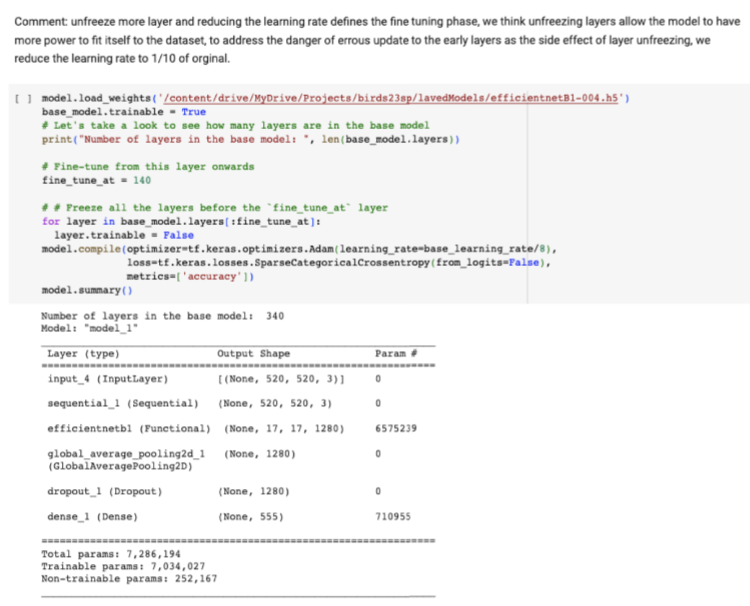 Comment: unfreeze more layer and reducing the learning rate defines the fine tuning phase, we think unfreezing layers allow the model to have
more power to fit itself to the dataset, to address the danger of errous update to the early layers as the side effect of layer unfreezing, we
reduce the learning rate to 1/10 of orginal.
[ ] model.load_weights('/content/drive/MyDrive/Projects/birds23sp/lavedModels/efficientnetB1-004.h5')
base_model.trainable = True
# Let's take a look to see how many layers are in the base model
print("Number of layers in the base model: ", len(base_model.layers))
# Fine-tune from this layer onwards
fine_tune_at = 140
# # Freeze all the layers before the `fine_tune_at` layer
for layer in base_model.layers[:fine_tune_at]:
layer.trainable = False
model.compile(optimizer=tf.keras.optimizers.Adam(learning_rate=base_learning_rate/8),
loss=tf.keras.losses.SparseCategoricalCrossentropy(from_logits=False),
metrics=['accuracy'])
model.summary()
Number of layers in the base model: 340
Model: "model_1"
Layer (type) Output Shape Param #
input_4 (InputLayer) [(None, 520, 520, 3)] 0
sequential_1 (Sequential) (None, 520, 520, 3) 0
efficientnetb1 (Functional) (None, 17, 17, 1280) 6575239
global_average_pooling2d_1 (None, 1280) 0
(GlobalAveragePooling2D)
dropout_1 (Dropout) (None, 1280) 0
dense_1 (Dense) (None, 555) 710955
Total params: 7,286,194
Trainable params: 7,034,027
Non-trainable params: 252,167